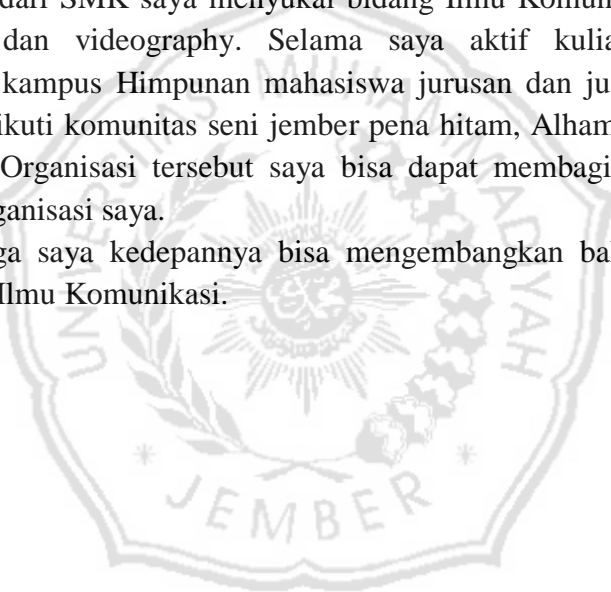 dari SMK saya menyukai bidang Ilmu Komun
dan videography. Selama saya aktif kulia
kampus Himpunan mahasiswa jurusan dan ju
ikuti komunitas seni jember pena hitam, Alham
Organisasi tersebut saya bisa dapat membagi
ganisasi saya.
ga saya kedepannya bisa mengembangkan ba
Ilmu Komunikasi.
UNIVERSITAS MUHAMMADIYAH
JEMBER